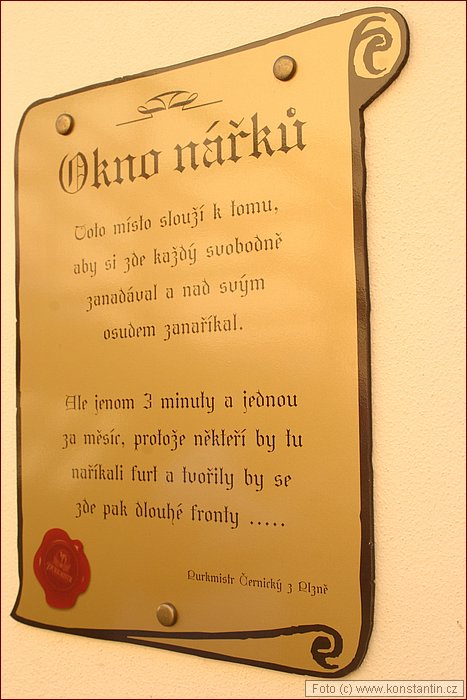 Okno nářků
Toto místo slouží k tomu,
aby si zde každý svobodně
zanadával a nad svým
osudem zanaříkal.
Ale jenom 3 minuty a jednou
za měsíc, protože někteří by tu
naříkali furt a tvořily by se
zde pak dlouhé fronty .....
Purkmistr Černický z Plzně
Foto (c) www.konstantin.cz